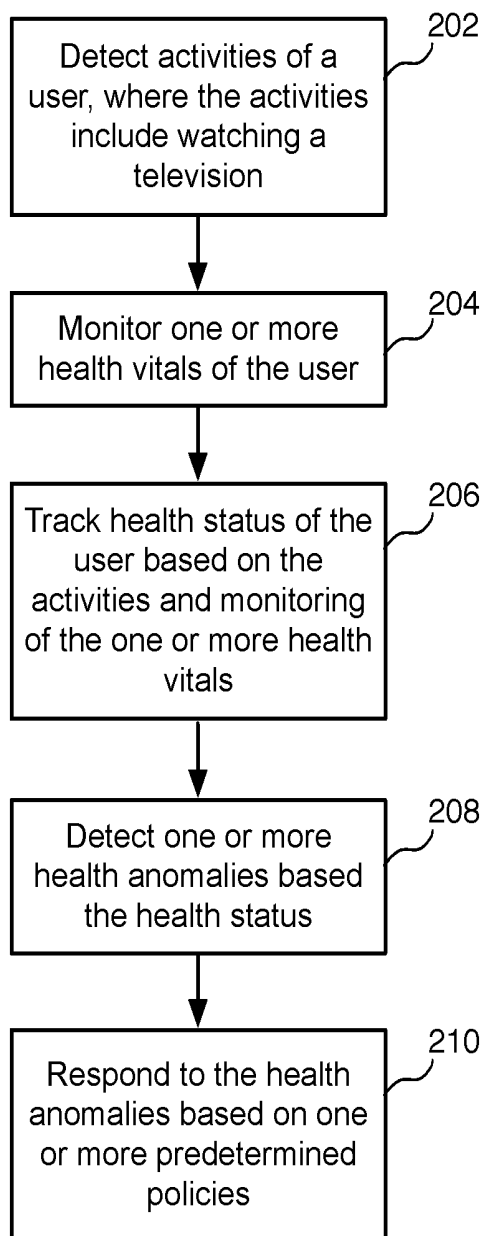 202
Detect activities of a
user, where the activities
include watching a
television
204
Monitor one or more
health vitals of the user
206
Track health status of the
user based on the
activities and monitoring
of the one or more health
vitals
208
Detect one or more
health anomalies based
the health status
210
Respond to the health
anomalies based on one
or more predetermined
policies